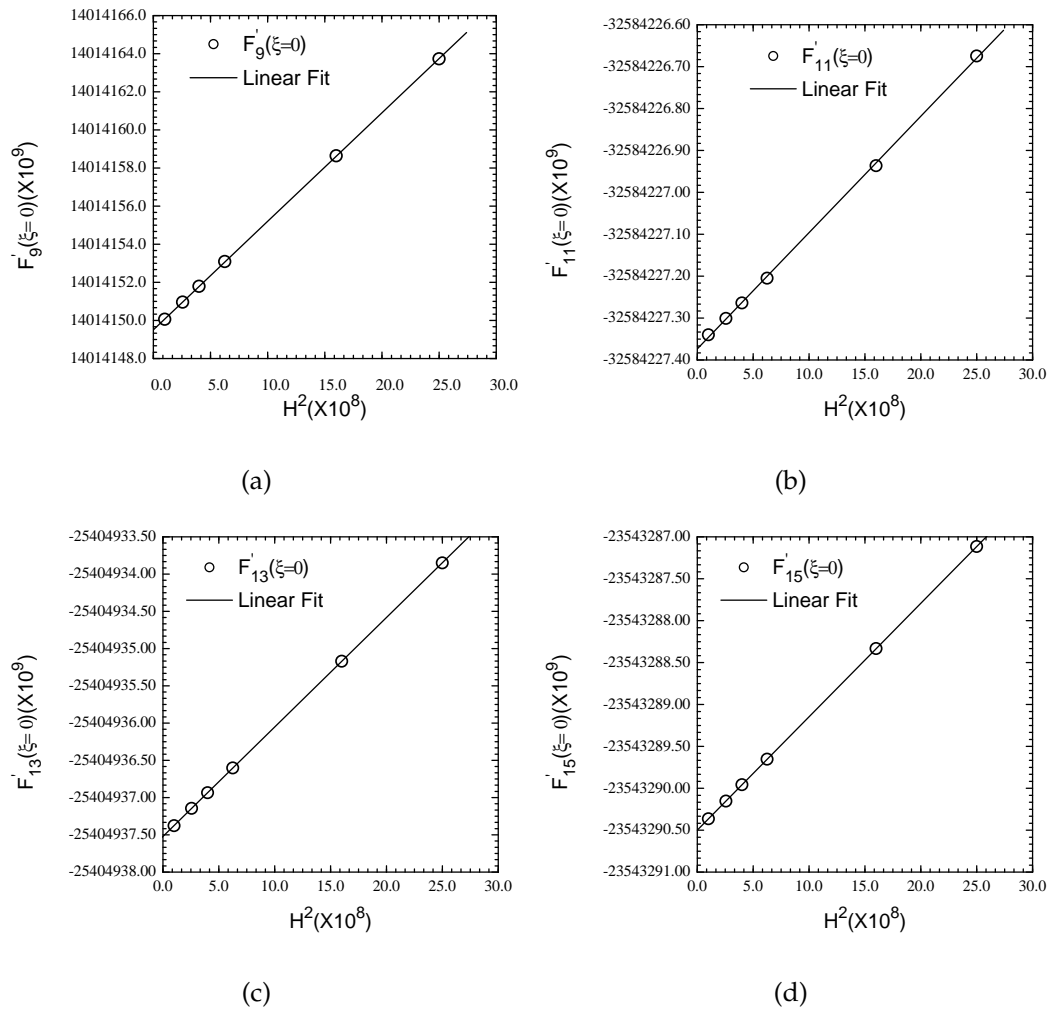 F'9(ξ=0)
Linear Fit
F'9(ξ=0)(X10^9)
14014166.0
14014164.0
14014162.0
14014160.0
14014158.0
14014156.0
14014154.0
14014152.0
14014150.0
14014148.0
0.0 5.0 10.0 15.0 20.0 25.0 30.0
H^2(X10^8)
(a)
F'11(ξ=0)
Linear Fit
F'11(ξ=0)(X10^9)
-32584226.60
-32584226.70
-32584226.80
-32584226.90
-32584227.00
-32584227.10
-32584227.20
-32584227.30
-32584227.40
0.0 5.0 10.0 15.0 20.0 25.0 30.0
H^2(X10^8)
(b)
F'13(ξ=0)
Linear Fit
F'13(ξ=0)(X10^9)
-25404933.50
-25404934.00
-25404934.50
-25404935.00
-25404935.50
-25404936.00
-25404936.50
-25404937.00
-25404937.50
-25404938.00
0.0 5.0 10.0 15.0 20.0 25.0 30.0
H^2(X10^8)
(c)
F'15(ξ=0)
Linear Fit
F'15(ξ=0)(X10^9)
-23543287.00
-23543287.50
-23543288.00
-23543288.50
-23543289.00
-23543289.50
-23543290.00
-23543290.50
-23543291.00
0.0 5.0 10.0 15.0 20.0 25.0 30.0
H^2(X10^8)
(d)